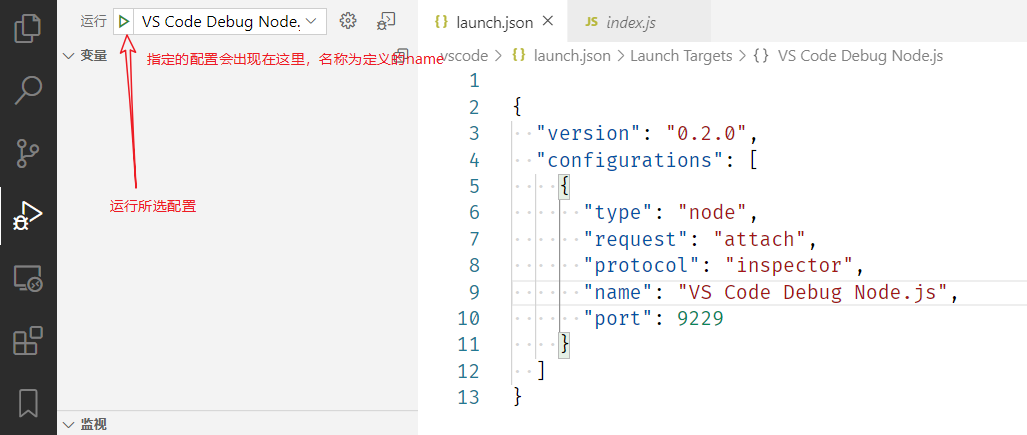 运行 VS Code Debug Node.
变量
指定的配置会出现在这里，名称为定义的name
运行所选配置
监视
{} launch.json × JS index.js
vscode > {} launch.json > Launch Targets > {} VS Code Debug Node.js
1
2 {
3 "version": "0.2.0",
4 "configurations": [
5 {
6 "type": "node",
7 "request": "attach",
8 "protocol": "inspector",
9 "name": "VS Code Debug Node.js",
10 "port": 9229
11 }
12 ]
13 }